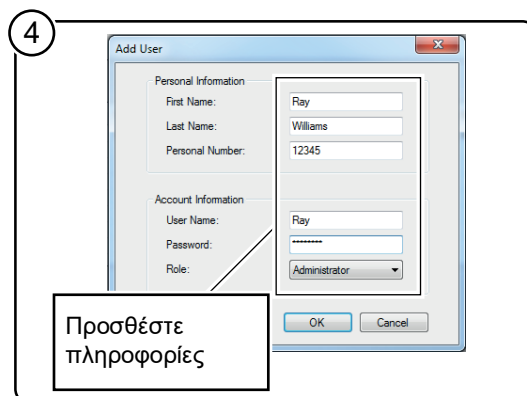 4
Add User
Personal Information
First Name: Ray
Last Name: Williams
Personal Number: 12345
Account Information
User Name: Ray
Password: ********
Role: Administrator
OK Cancel
Προσθέστε
πληροφορίες